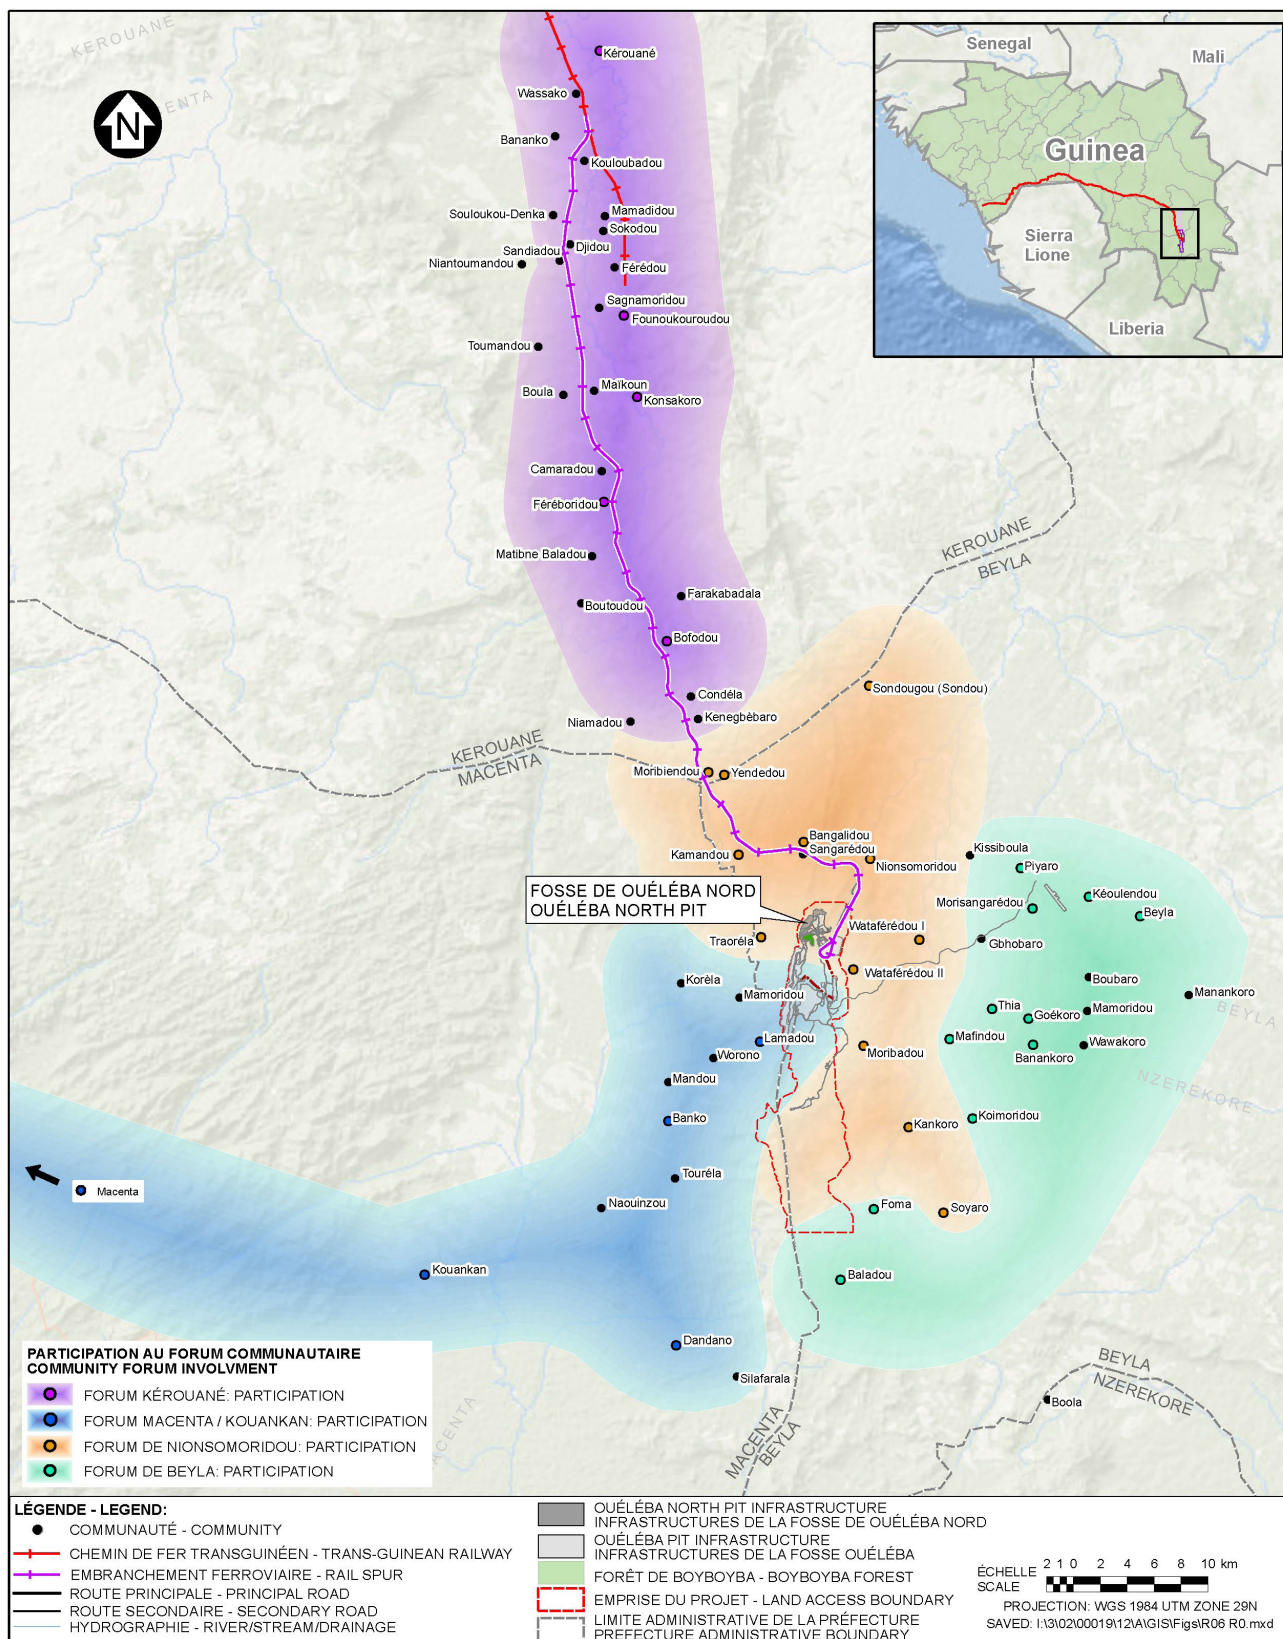 KEROUANE
MACENTA
N
Senegal
Mali
Guinea
Sierra
Lione
Liberia
Kérouané
Wassako
Bananko
Kouloubadou
Souloukou-Denka
Mamadidou
Sokodou
Djidou
Sandiadou
Niantoumandou
Férédou
Sagnamoridou
Founoukouroudou
Toumandou
Maïkoun
Boula
Konsakoro
Camaradou
Féréboridou
KEROUANE
BEYLA
Matibne Baladou
Farakabadala
Boutoudou
Bofodou
Sondougou (Sondou)
Condéla
Kenegbèbaro
Niamadou
KEROUANE
MACENTA
Moribiendou
Yendedou
Bangalidou
Sangarédou
Kamandou
Nionsomoridou
Kissiboula
Piyaro
FOSSE DE OUÉLÉBA NORD
OUÉLÉBA NORTH PIT
Kéoulendou
Morisangarédou
Beyla
Wataférédou I
Traoréla
Gbhobaro
Wataférédou II
Korèla
Boubaro
Mamoridou
Manankoro
BEYLA
Thia
Goékoro
Mamoridou
Lamadou
Mafindou
Moribadou
Banankoro
Wawakoro
Worono
Mandou
NZEREKORE
Banko
Koimoridou
Kankoro
Touréla
Macenta
Naouinzou
Foma
Soyaro
Kouankan
Baladou
Dandano
Silafarala
BEYLA
NZEREKORE
Boola
MACENTA
BEYLA
PARTICIPATION AU FORUM COMMUNAUTAIRE
COMMUNITY FORUM INVOLVMENT
FORUM KÉROUANÉ: PARTICIPATION
FORUM MACENTA / KOUANKAN: PARTICIPATION
FORUM DE NIONSOMORIDOU: PARTICIPATION
FORUM DE BEYLA: PARTICIPATION
LÉGENDE - LEGEND:
COMMUNAUTÉ - COMMUNITY
CHEMIN DE FER TRANSGUINÉEN - TRANS-GUINEAN RAILWAY
EMBRANCHEMENT FERROVIAIRE - RAIL SPUR
ROUTE PRINCIPALE - PRINCIPAL ROAD
ROUTE SECONDAIRE - SECONDARY ROAD
HYDROGRAPHIE - RIVER/STREAM/DRAINAGE
OUÉLÉBA NORTH PIT INFRASTRUCTURE
INFRASTRUCTURES DE LA FOSSE DE OUÉLÉBA NORD
OUÉLÉBA PIT INFRASTRUCTURE
INFRASTRUCTURES DE LA FOSSE OUÉLÉBA
FORÊT DE BOYBOYBA - BOYBOYBA FOREST
EMPRISE DU PROJET - LAND ACCESS BOUNDARY
LIMITE ADMINISTRATIVE DE LA PRÉFECTURE
PREFECTURE ADMINISTRATIVE BOUNDARY
ÉCHELLE
SCALE
2 1 0 2 4 6 8 10 km
PROJECTION: WGS 1984 UTM ZONE 29N
SAVED: I:\3\02\00019\12\A\GIS\Figs\R06 R0.mxd